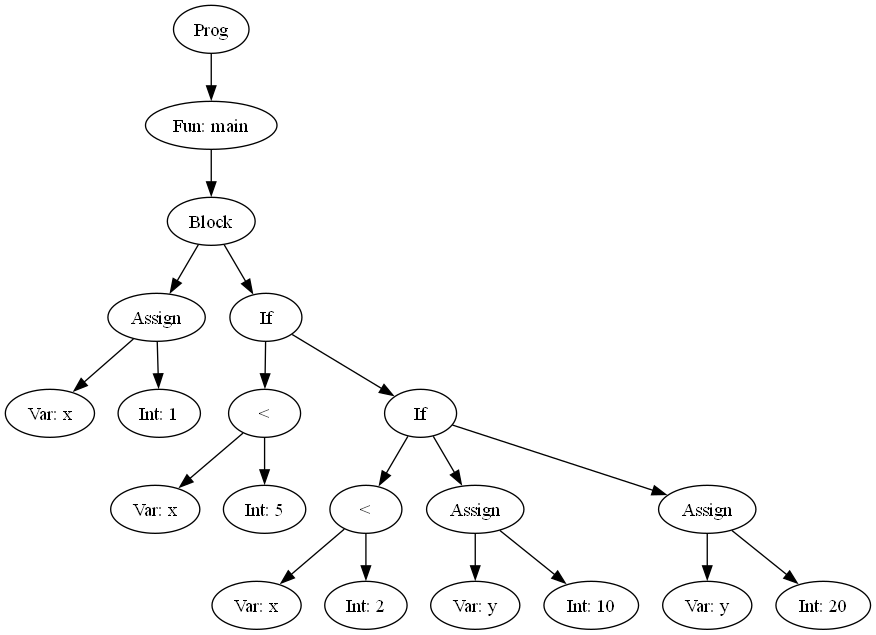 Prog
Fun: main
Block
Assign
If
Var: x
Int: 1
<
If
Var: x
Int: 5
<
Assign
Assign
Var: x
Int: 2
Var: y
Int: 10
Var: y
Int: 20